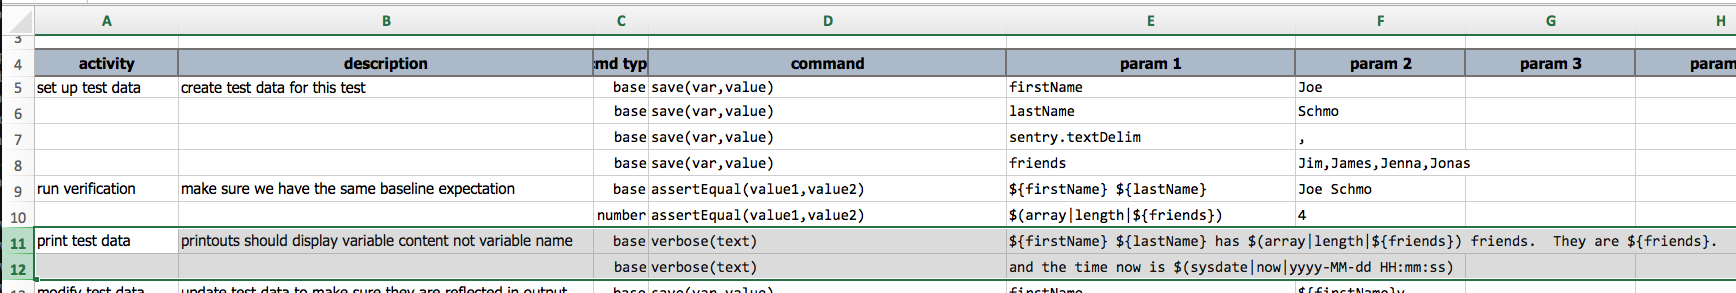 A B C D E F G H
3
4 activity description md typ command param 1 param 2 param 3 param
5 set up test data create test data for this test base save(var,value) firstName Joe
6 base save(var,value) lastName Schmo
7 base save(var,value) sentry.textDelim ,
8 base save(var,value) friends Jim,James,Jenna,Jonas
9 run verification make sure we have the same baseline expectation base assertEqual(value1,value2) ${firstName} ${lastName} Joe Schmo
10 number assertEqual(value1,value2) $(array|length|${friends}) 4
11 print test data printouts should display variable content not variable name base verbose(text) ${firstName} ${lastName} has $(array|length|${friends}) friends. They are ${friends}.
12 base verbose(text) and the time now is $(sysdate|now|yyyy-MM-dd HH:mm:ss)
13 modify test data update test data to make sure they are reflected in output base save(var,value) firstName ${firstName}y